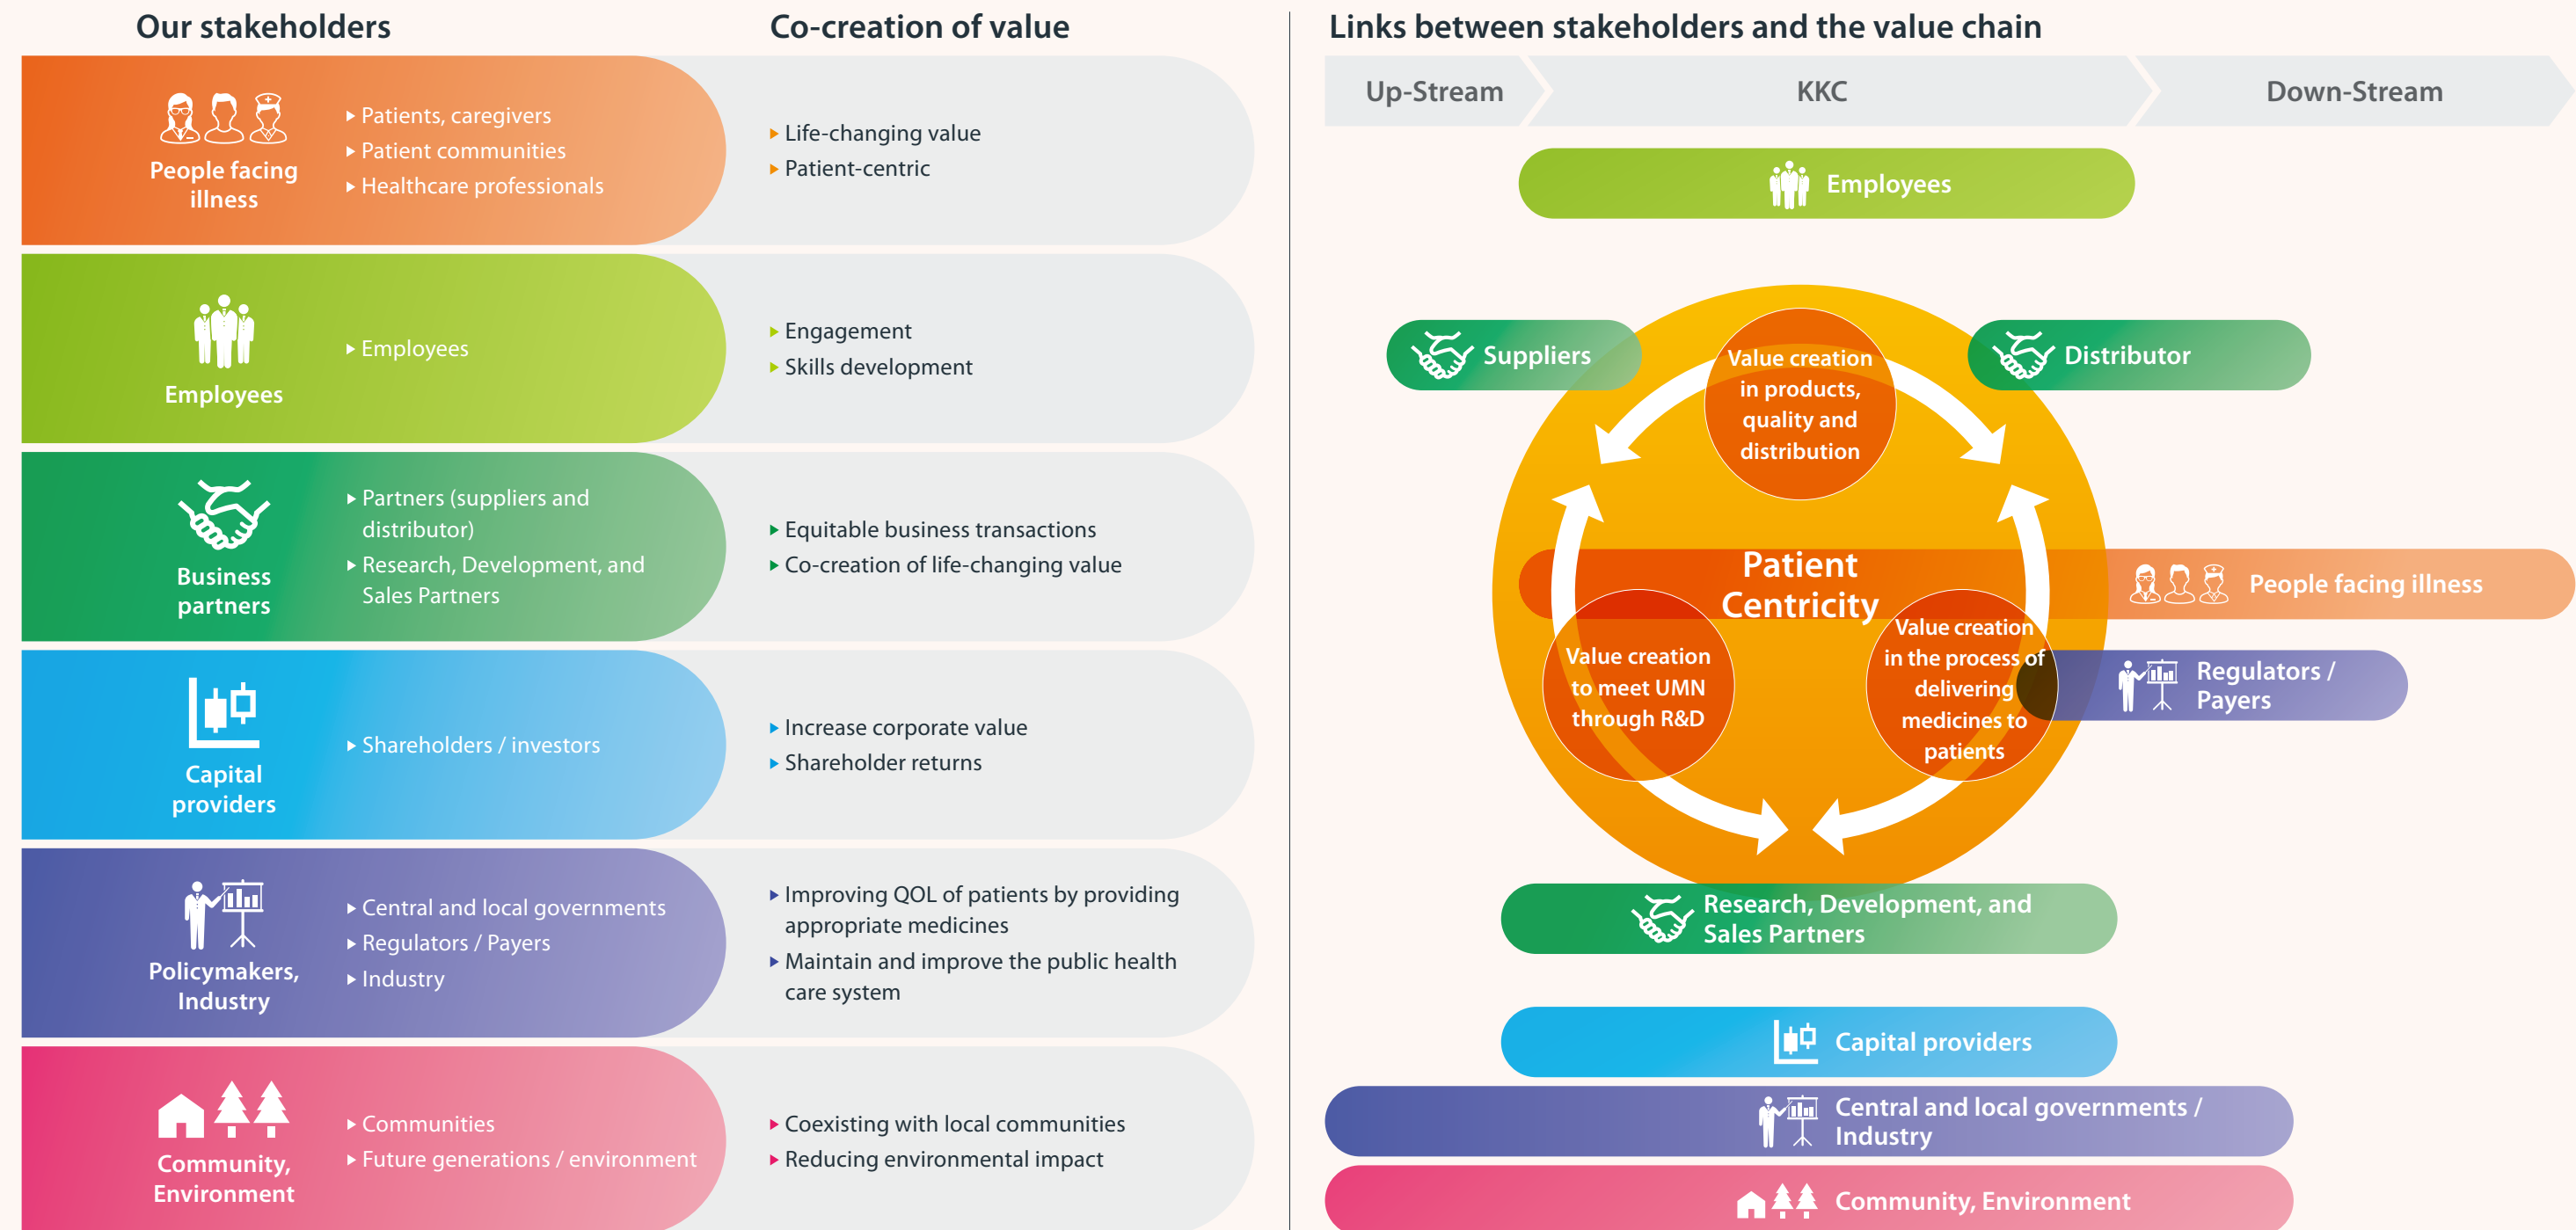 Our stakeholders
Co-creation of value
People facing
illness
Patients, caregivers
Patient communities
Healthcare professionals
Life-changing value
Patient-centric
Employees
Employees
Engagement
Skills development
Business
partners
Partners (suppliers and
distributor)
Research, Development, and
Sales Partners
Equitable business transactions
Co-creation of life-changing value
Capital
providers
Shareholders / investors
Increase corporate value
Shareholder returns
Policymakers,
Industry
Central and local governments
Regulators / Payers
Industry
Improving QOL of patients by providing
appropriate medicines
Maintain and improve the public health
care system
Community,
Environment
Communities
Future generations / environment
Coexisting with local communities
Reducing environmental impact
Links between stakeholders and the value chain
Up-Stream
KKC
Down-Stream
Employees
Suppliers
Value creation
in products,
quality and
distribution
Distributor
Patient
Centricity
People facing illness
Value creation
to meet UMN
through R&D
Value creation
in the process of
delivering
medicines to
patients
Regulators /
Payers
Research, Development, and
Sales Partners
Capital providers
Central and local governments /
Industry
Community, Environment